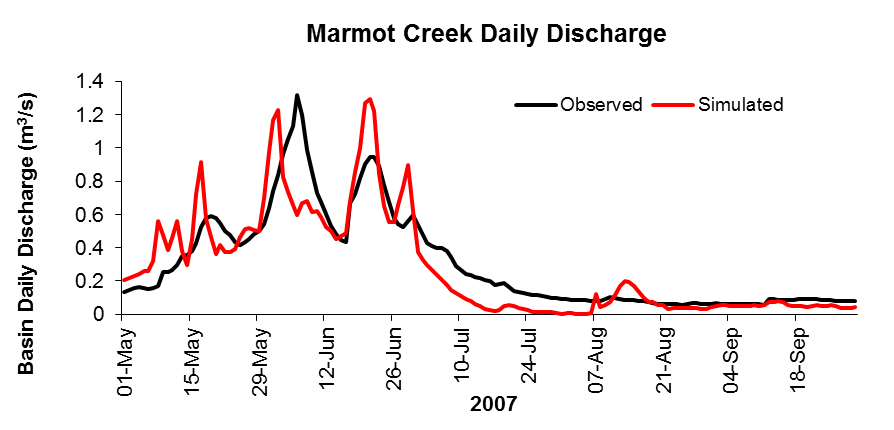 Marmot Creek Daily Discharge
Basin Daily Discharge (m³/s)
1.4
1.2
1
0.8
0.6
0.4
0.2
0
Observed
Simulated
01-May
15-May
29-May
12-Jun
26-Jun
10-Jul
24-Jul
07-Aug
21-Aug
04-Sep
18-Sep
2007